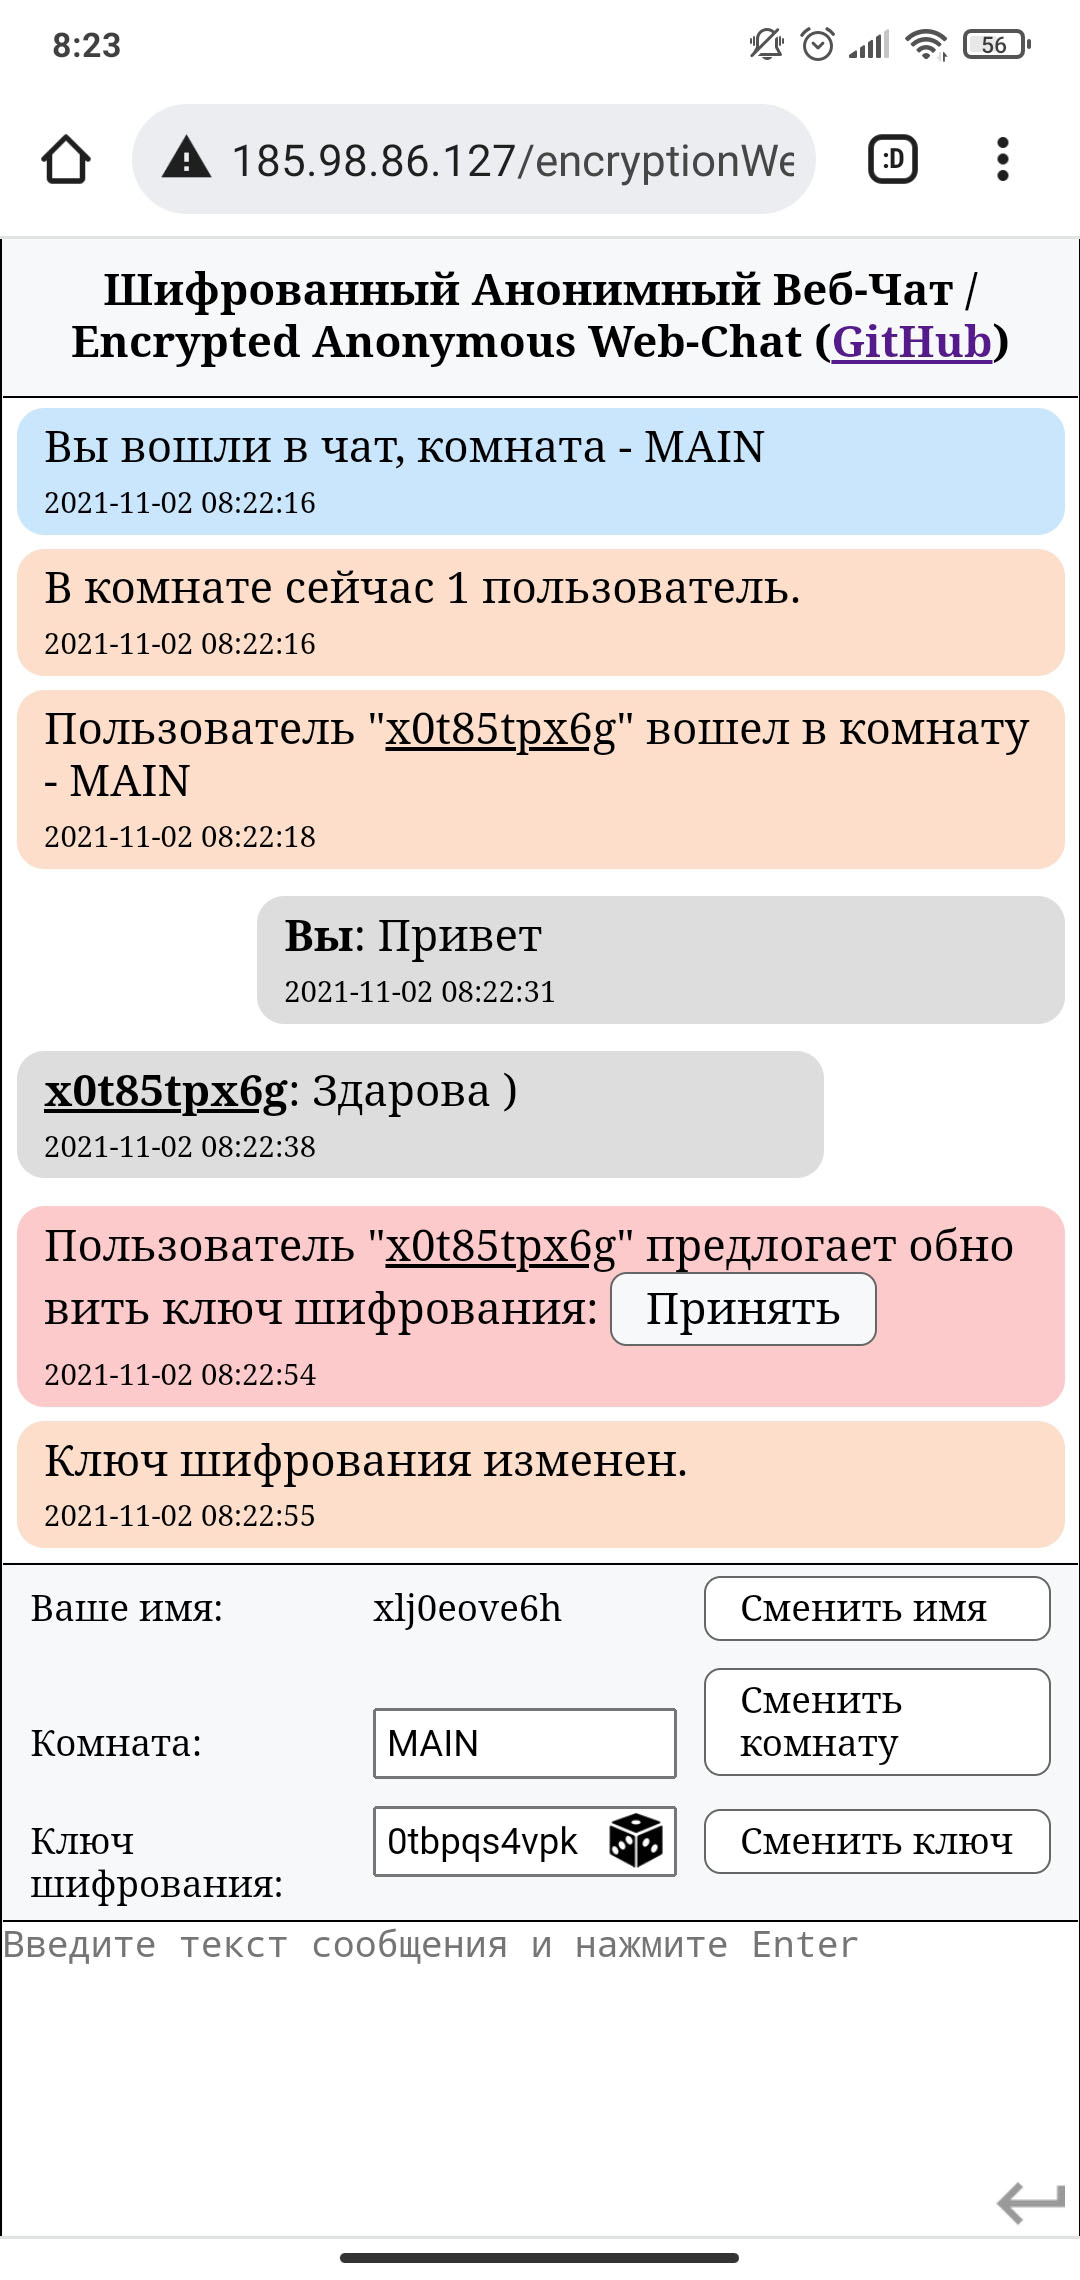 8:23
56
185.98.86.127/encryptionWe
:D
Шифрованный Анонимный Веб-Чат /
Encrypted Anonymous Web-Chat (GitHub)
Вы вошли в чат, комната - MAIN
2021-11-02 08:22:16
В комнате сейчас 1 пользователь.
2021-11-02 08:22:16
Пользователь "x0t85tpx6g" вошел в комнату
- MAIN
2021-11-02 08:22:18
Вы: Привет
2021-11-02 08:22:31
x0t85tpx6g: Здарова )
2021-11-02 08:22:38
Пользователь "x0t85tpx6g" предлогает обно
вить ключ шифрования: Принять
2021-11-02 08:22:54
Ключ шифрования изменен.
2021-11-02 08:22:55
Ваше имя: xlj0eove6h Сменить имя
Сменить
Комната: MAIN комнату
Ключ 0tbpqs4vpk Сменить ключ
шифрования:
Введите текст сообщения и нажмите Enter